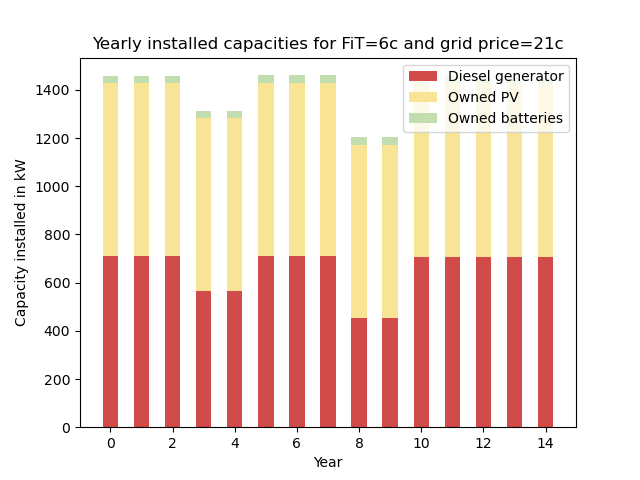 Yearly installed capacities for FiT=6c and grid price=21c
Diesel generator
Owned PV
Owned batteries
Capacity installed in kW
1400
1200
1000
800
600
400
200
0
0 2 4 6 8 10 12 14
Year